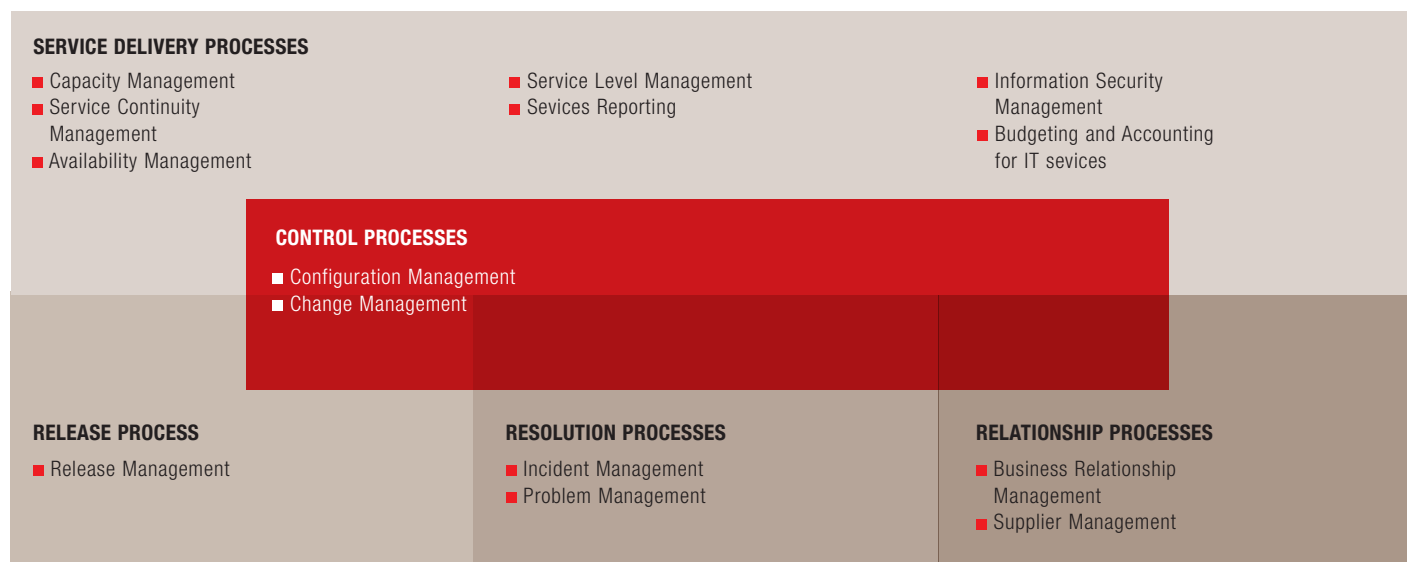 SERVICE DELIVERY PROCESSES
Capacity Management
Service Continuity
Management
Availability Management
Service Level Management
Sevices Reporting
Information Security
Management
Budgeting and Accounting
for IT sevices
CONTROL PROCESSES
Configuration Management
Change Management
RELEASE PROCESS
Release Management
RESOLUTION PROCESSES
Incident Management
Problem Management
RELATIONSHIP PROCESSES
Business Relationship
Management
Supplier Management